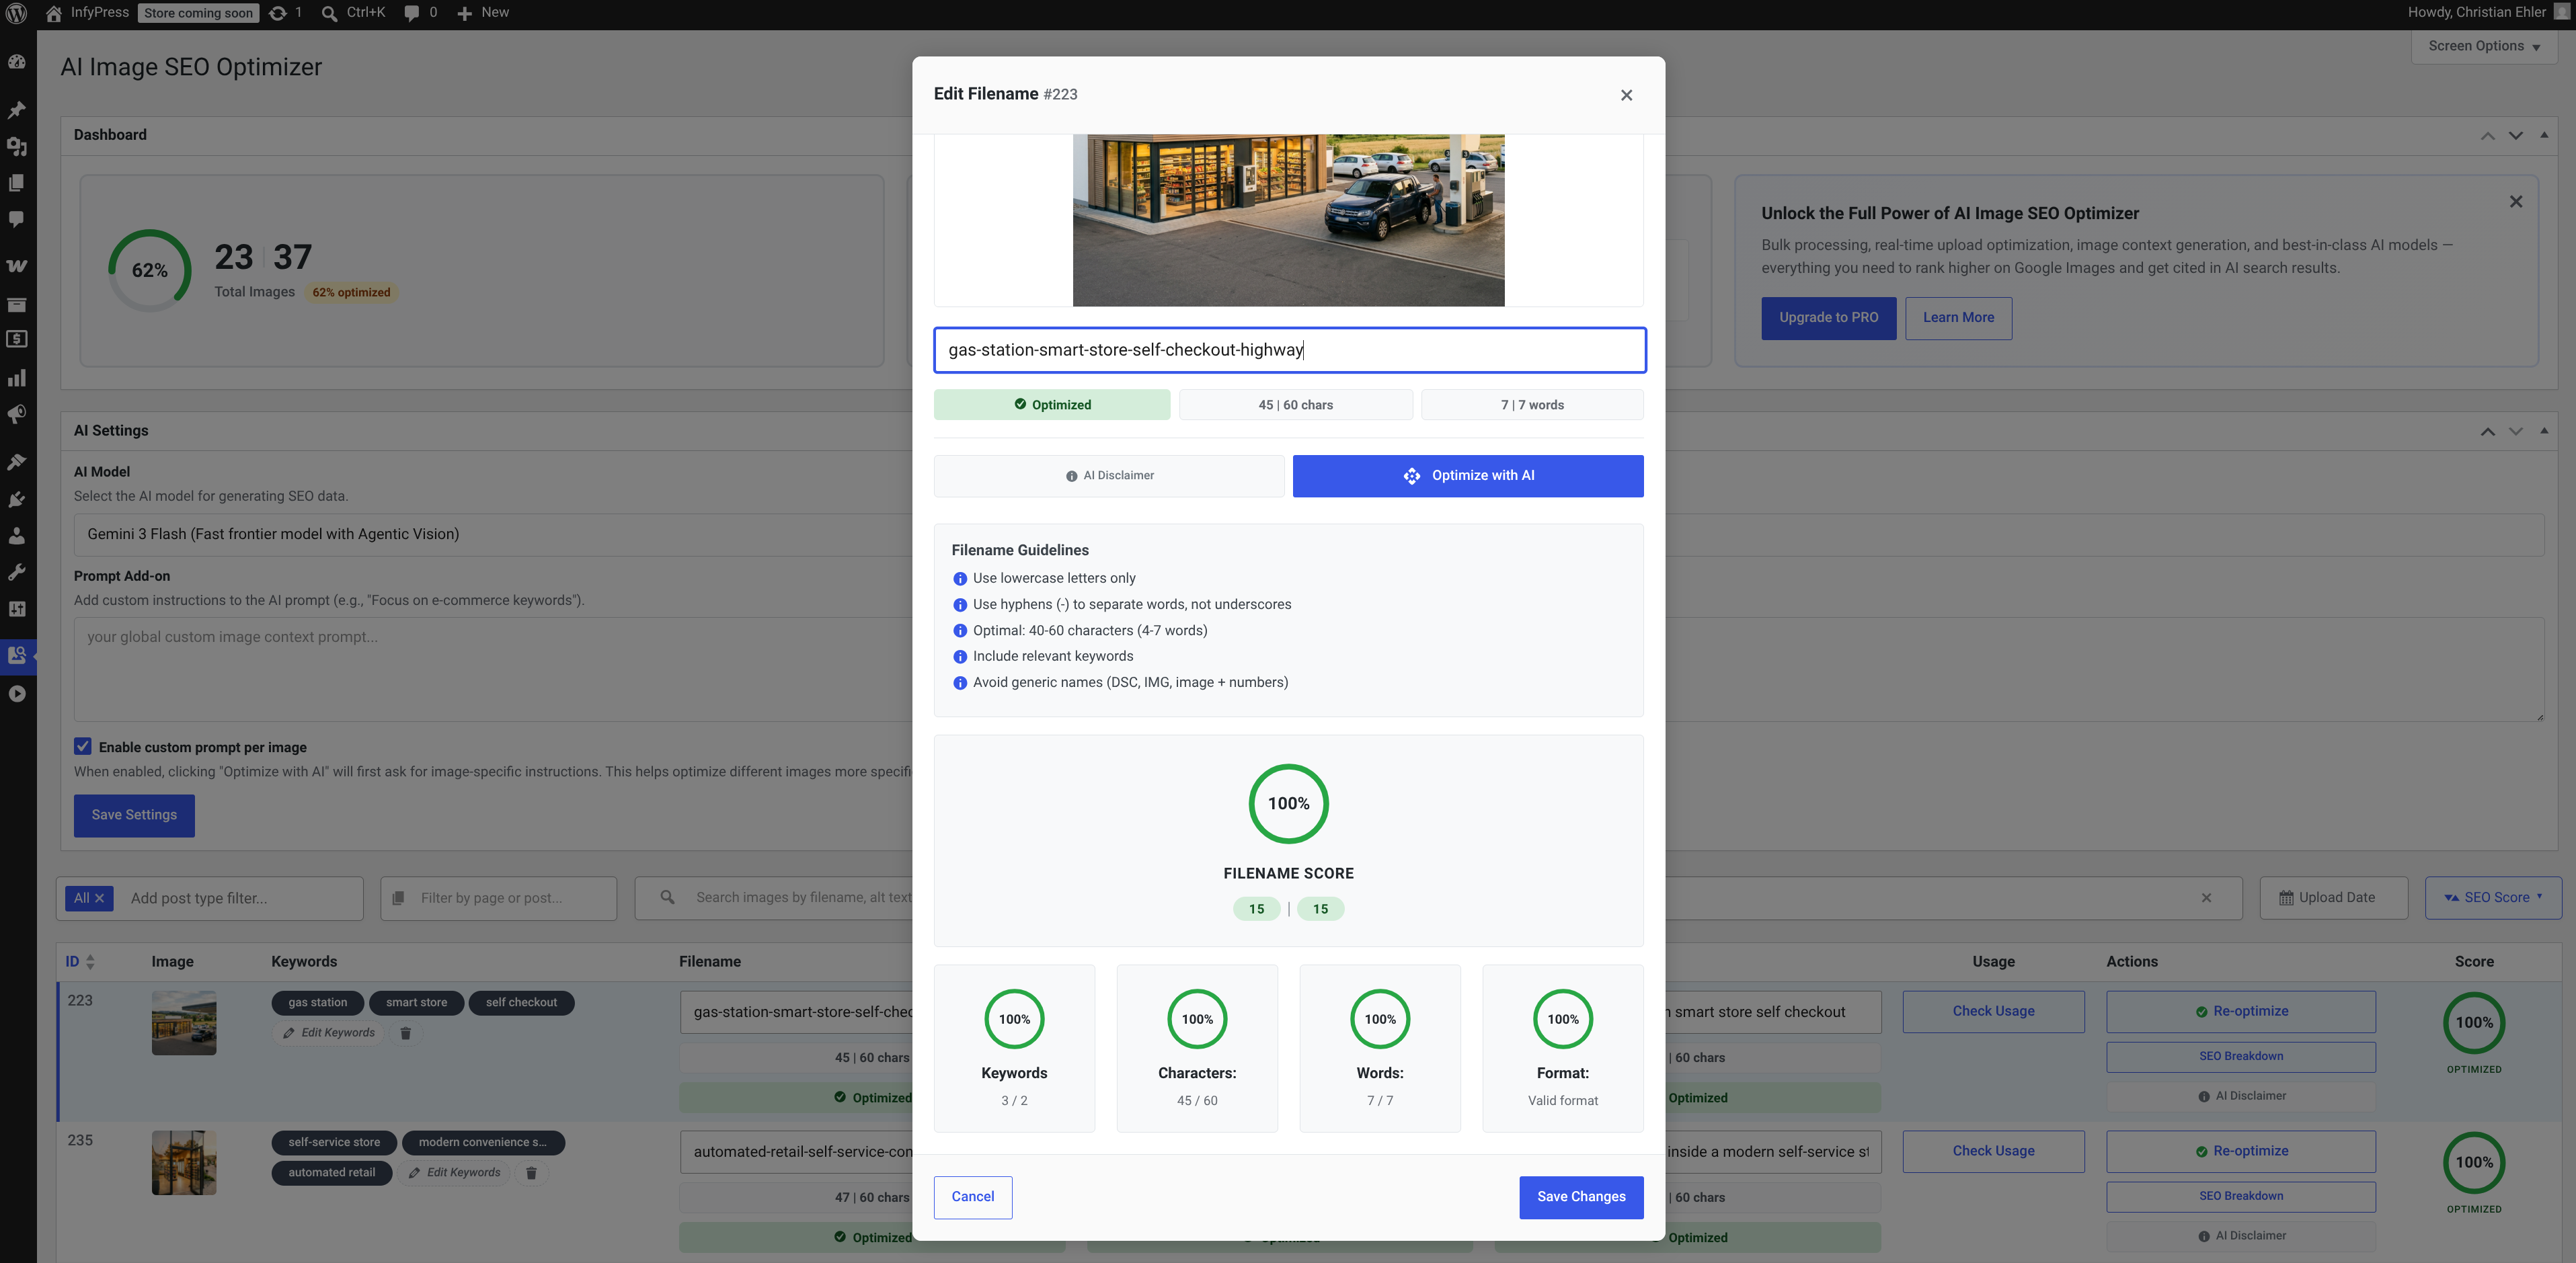 InfyPress Store coming soon 1 Ctrl+K 0 New Howdy, Christian Ehler
AI Image SEO Optimizer
Screen Options
Dashboard
62%
23 | 37
Total Images 62% optimized
Unlock the Full Power of AI Image SEO Optimizer
Bulk processing, real-time upload optimization, image context generation, and best-in-class AI models —
everything you need to rank higher on Google Images and get cited in AI search results.
Upgrade to PRO Learn More
AI Settings
AI Model
Select the AI model for generating SEO data.
Gemini 3 Flash (Fast frontier model with Agentic Vision)
Prompt Add-on
Add custom instructions to the AI prompt (e.g., "Focus on e-commerce keywords").
your global custom image context prompt...
Enable custom prompt per image
When enabled, clicking "Optimize with AI" will first ask for image-specific instructions. This helps optimize different images more specifi
Save Settings
All Add post type filter...
Filter by page or post...
Search images by filename, alt text
Upload Date
SEO Score
ID Image Keywords Filename Usage Actions Score
223
gas station smart store self checkout
Edit Keywords
gas-station-smart-store-self-chec
45 | 60 chars
Optimized
smart store self checkout
| 60 chars
Optimized
Check Usage
Re-optimize
SEO Breakdown
AI Disclaimer
100%
OPTIMIZED
235
self-service store modern convenience s...
automated retail Edit Keywords
automated-retail-self-service-con
47 | 60 chars
Optimized
inside a modern self-service st
| 60 chars
Optimized
Check Usage
Re-optimize
SEO Breakdown
AI Disclaimer
100%
OPTIMIZED
Edit Filename #223
gas-station-smart-store-self-checkout-highway
Optimized
45 | 60 chars
7 | 7 words
AI Disclaimer
Optimize with AI
Filename Guidelines
Use lowercase letters only
Use hyphens (-) to separate words, not underscores
Optimal: 40-60 characters (4-7 words)
Include relevant keywords
Avoid generic names (DSC, IMG, image + numbers)
100%
FILENAME SCORE
15 | 15
100%
Keywords
3 / 2
100%
Characters:
45 / 60
100%
Words:
7 / 7
100%
Format:
Valid format
Cancel
Save Changes